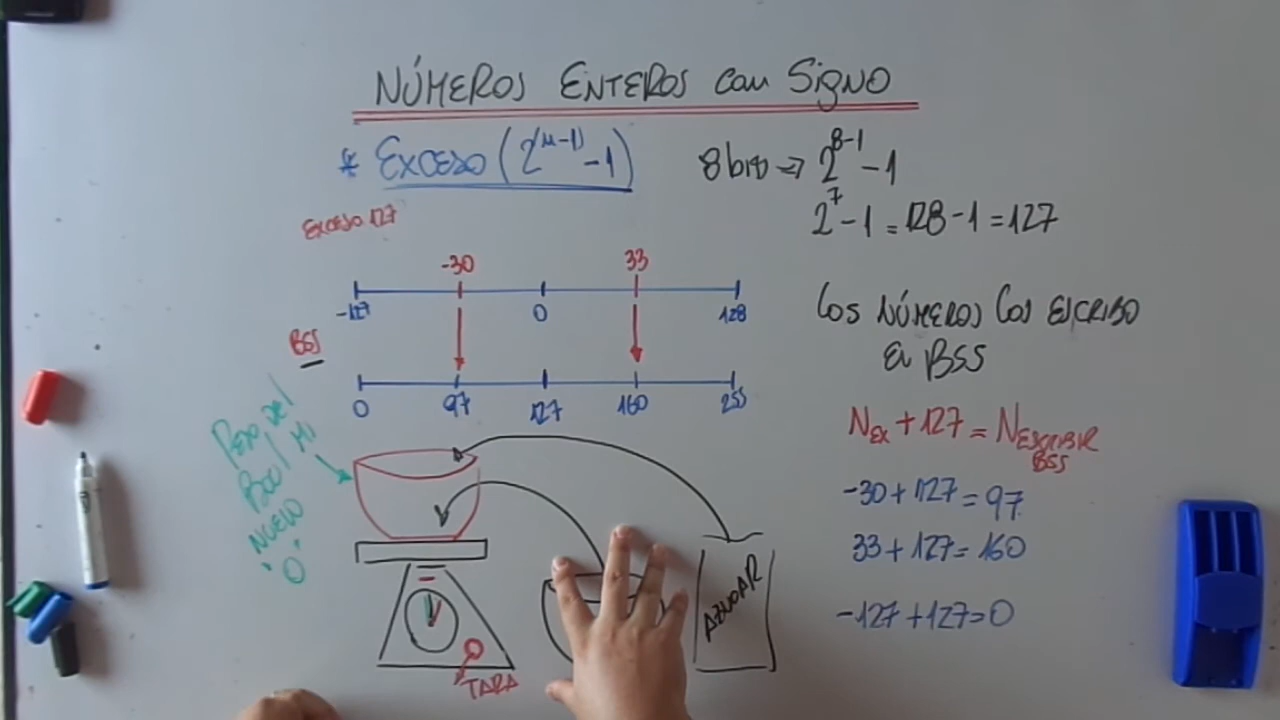 NÚMEROS ENTEROS con Signo
* EXCESO (2^(n-1) - 1)
8 bits => 2^8-1 - 1
2^7 - 1 = 128 - 1 = 127
EXCESO 127
-30 33
-127 0 128
BSS
0 97 127 160 255
LOS NÚMEROS LOS ESCRIBO
EN BSS
N_EX + 127 = N_ESCRIBIR BSS
-30 + 127 = 97
33 + 127 = 160
-127 + 127 = 0
PESO DEL
BOWL MI
"NUEVO
"0"
AZUCAR
TARA